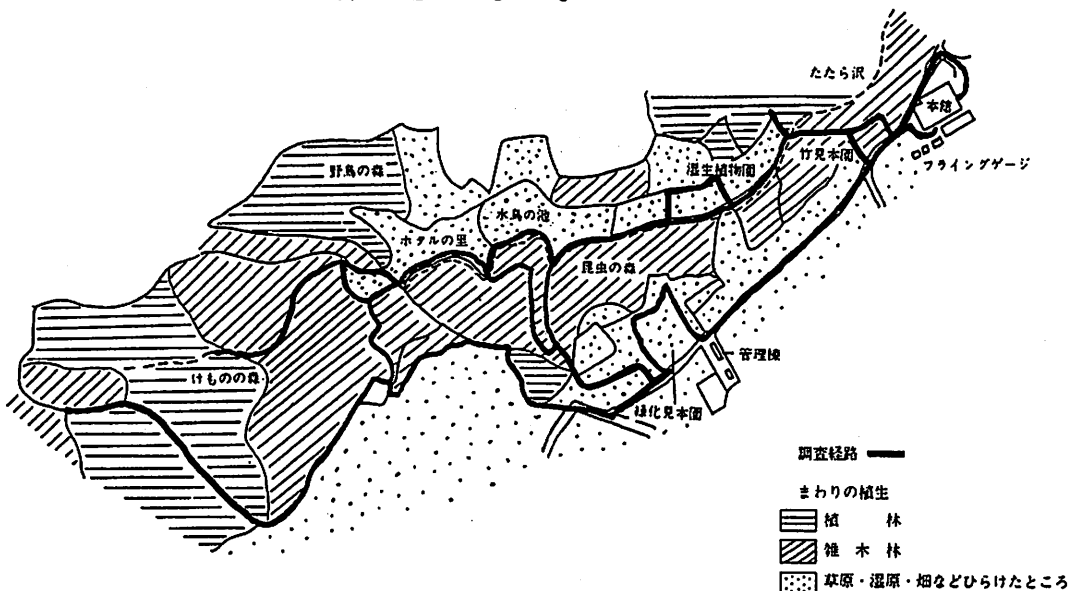 たたら沢
本館
野鳥の森
湿生植物園
竹見本園
フライングゲージ
水鳥の池
ホタルの里
昆虫の森
管理棟
けものの森
緑化見本園
調査経路
まわりの植生
植林
雑木林
草原・湿原・畑などひらけたところ